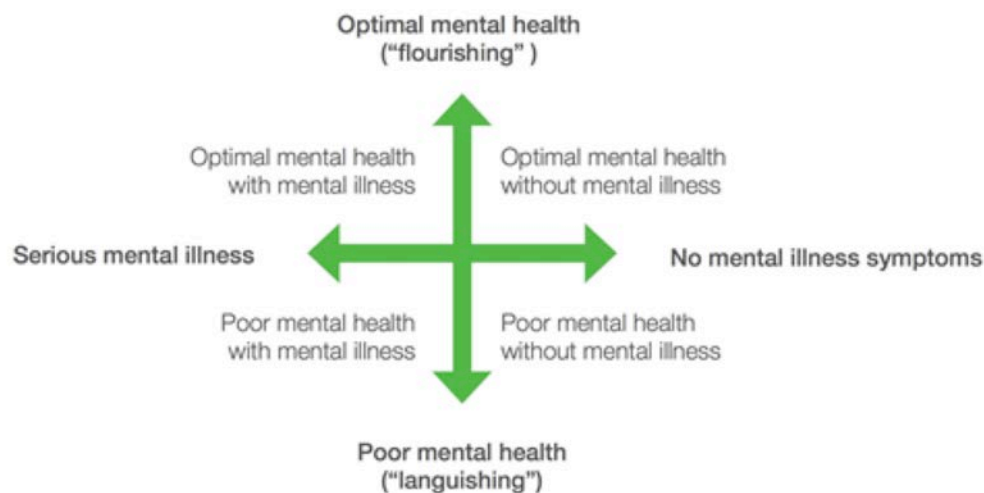 Optimal mental health
("flourishing" )
Optimal mental health
with mental illness
Optimal mental health
without mental illness
Serious mental illness
No mental illness symptoms
Poor mental health
with mental illness
Poor mental health
without mental illness
Poor mental health
("languishing")